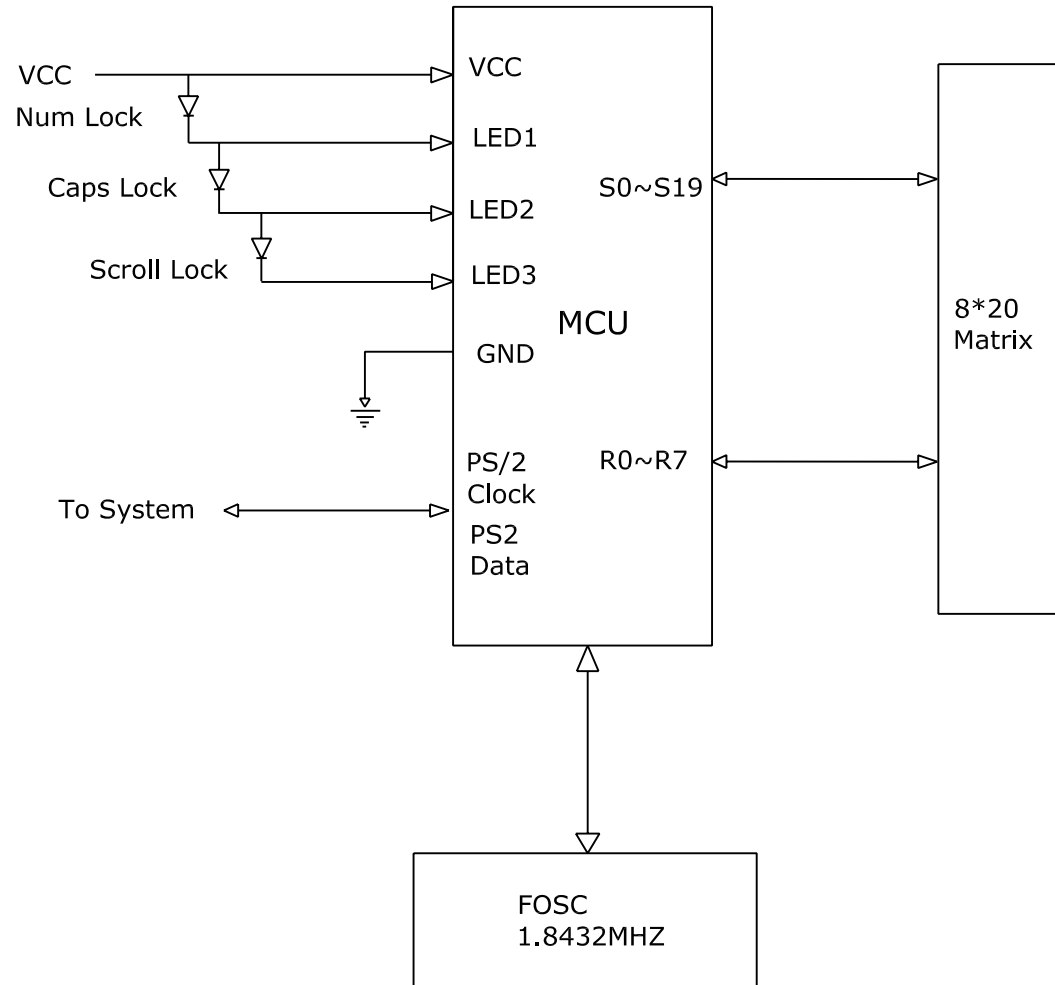 VCC
Num Lock
Caps Lock
Scroll Lock
To System
VCC
LED1
LED2
LED3
MCU
GND
PS/2
Clock
PS2
Data
S0~S19
R0~R7
8*20
Matrix
FOSC
1.8432MHZ